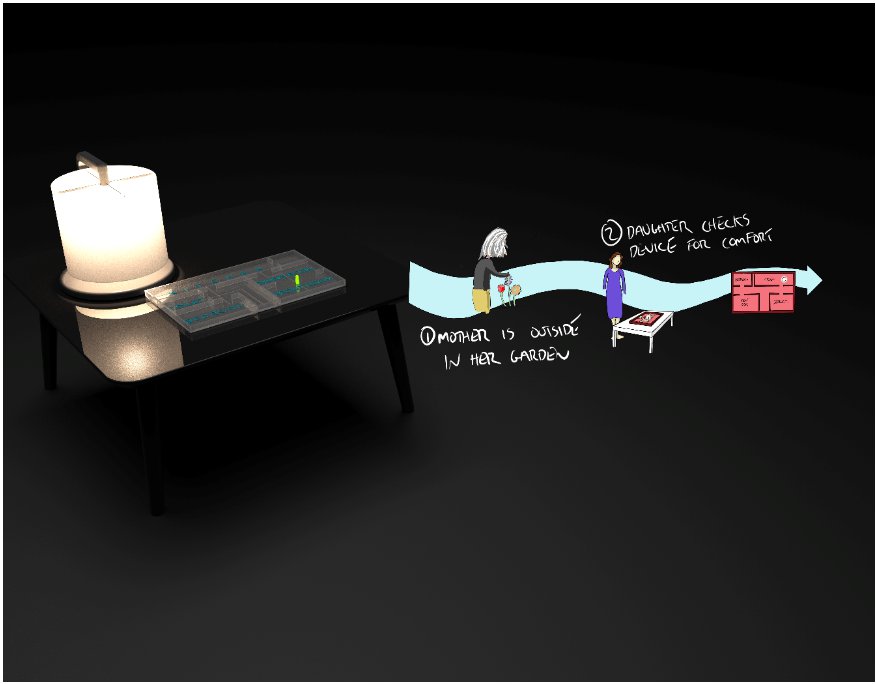 ① MOTHER IS OUTSIDE
IN HER GARDEN
② DAUGHTER CHECKS
DEVICE FOR COMFORT